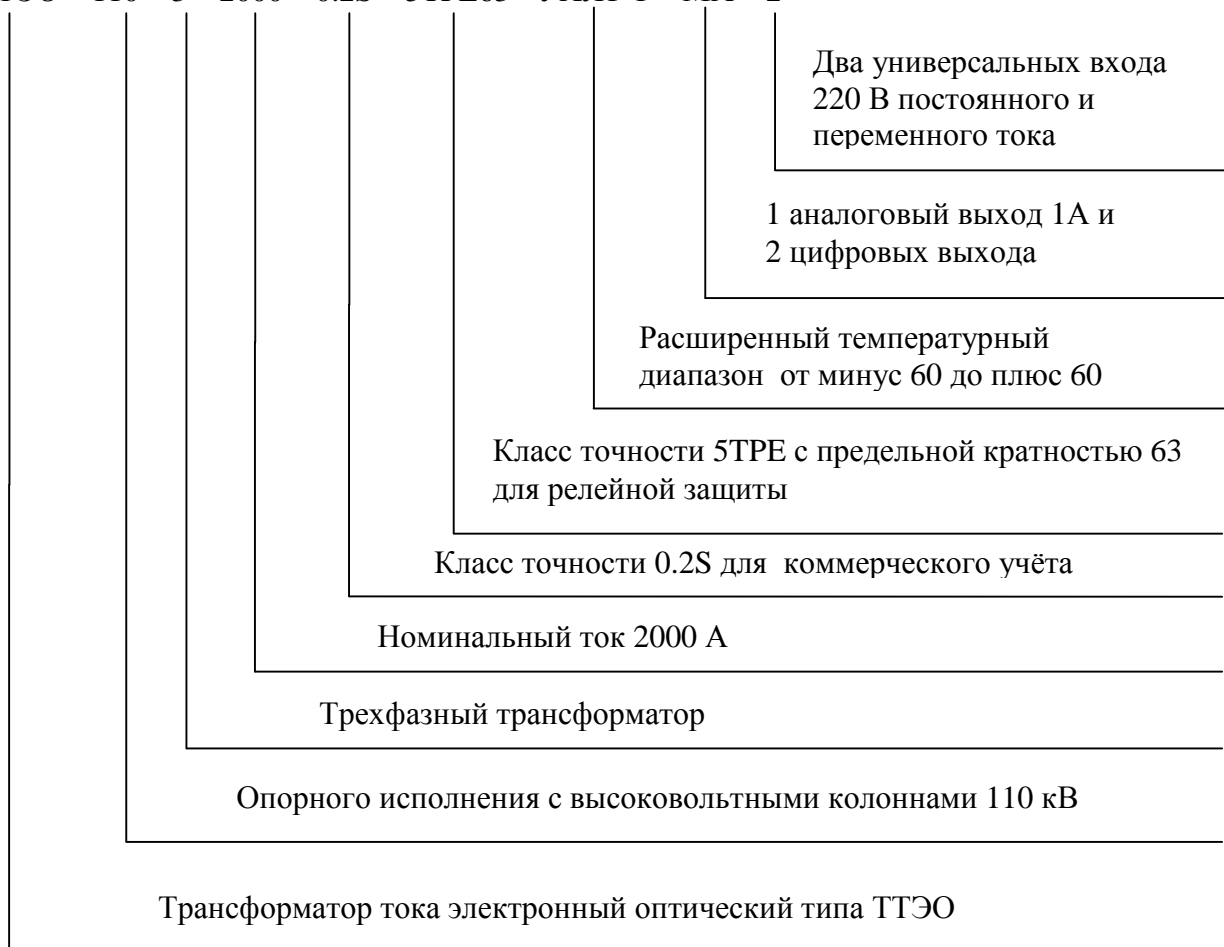 Два универсальных входа
220 В постоянного и
переменного тока
1 аналоговый выход 1А и
2 цифровых выхода
Расширенный температурный
диапазон от минус 60 до плюс 60
Класс точности 5TPE с предельной кратностью 63
для релейной защиты
Класс точности 0.2S для коммерческого учёта
Номинальный ток 2000 А
Трехфазный трансформатор
Опорного исполнения с высоковольтными колоннами 110 кВ
Трансформатор тока электронный оптический типа ТТЭО